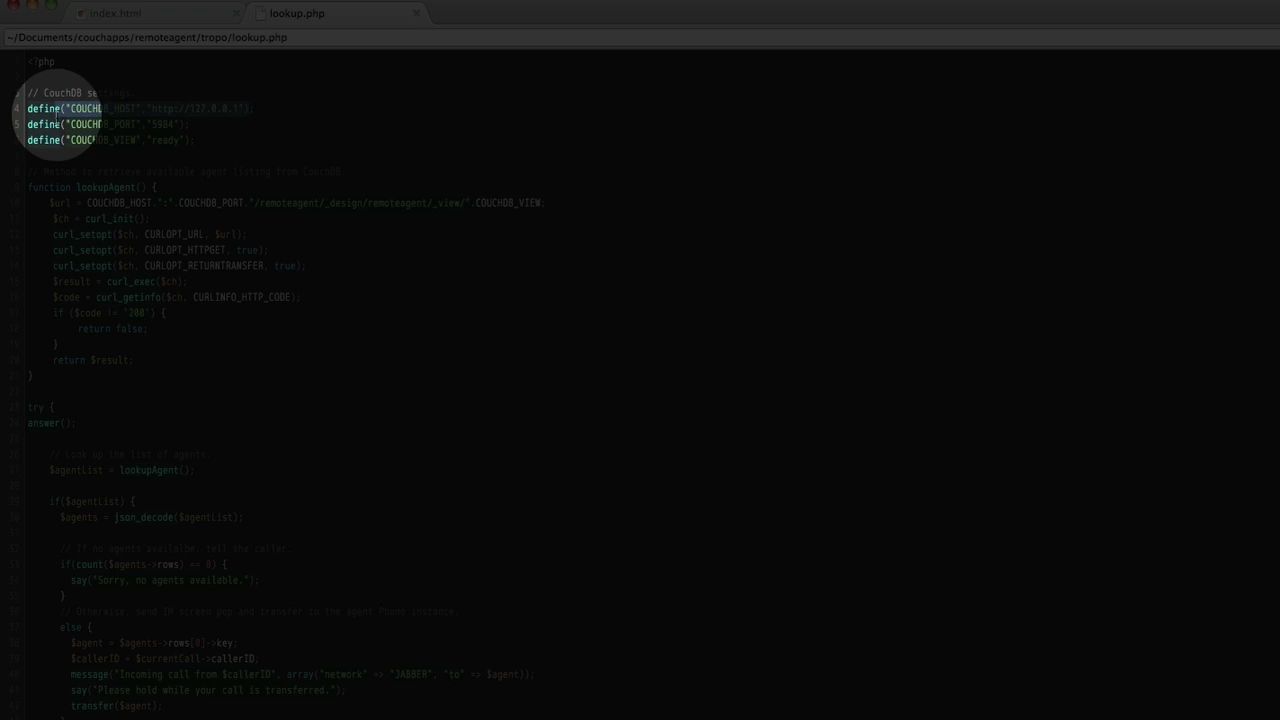 index.html
lookup.php
~/Documents/couchapps/remoteagent/tropo/lookup.php
<?php
// CouchDB settings.
4 define("COUCHDB_HOST","http://127.0.0.1");
5 define("COUCHDB_PORT","5984");
define("COUCHDB_VIEW","ready");
// Method to retrieve available agent listing from CouchDB.
function lookupAgent() {
$url = COUCHDB_HOST.":".COUCHDB_PORT."/remoteagent/_design/remoteagent/_view/".COUCHDB_VIEW;
$ch = curl_init();
curl_setopt($ch, CURLOPT_URL, $url);
curl_setopt($ch, CURLOPT_HTTPGET, true);
curl_setopt($ch, CURLOPT_RETURNTRANSFER, true);
$result = curl_exec($ch);
$code = curl_getinfo($ch, CURLINFO_HTTP_CODE);
if ($code != '200') {
return false;
}
return $result;
}
try {
answer();
// Look up the list of agents.
$agentList = lookupAgent();
if($agentList) {
$agents = json_decode($agentList);
// If no agents availalbe, tell the caller.
if(count($agents->rows) == 0) {
say("Sorry, no agents available.");
}
// Otherwise, send IM screen pop and transfer to the agent Phono instance.
else {
$agent = $agents->rows[0]->key;
$callerID = $currentCall->callerID;
message("Incoming call from $callerID", array("network" => "JABBER", "to" => $agent));
say("Please hold while your call is transferred.");
transfer($agent);